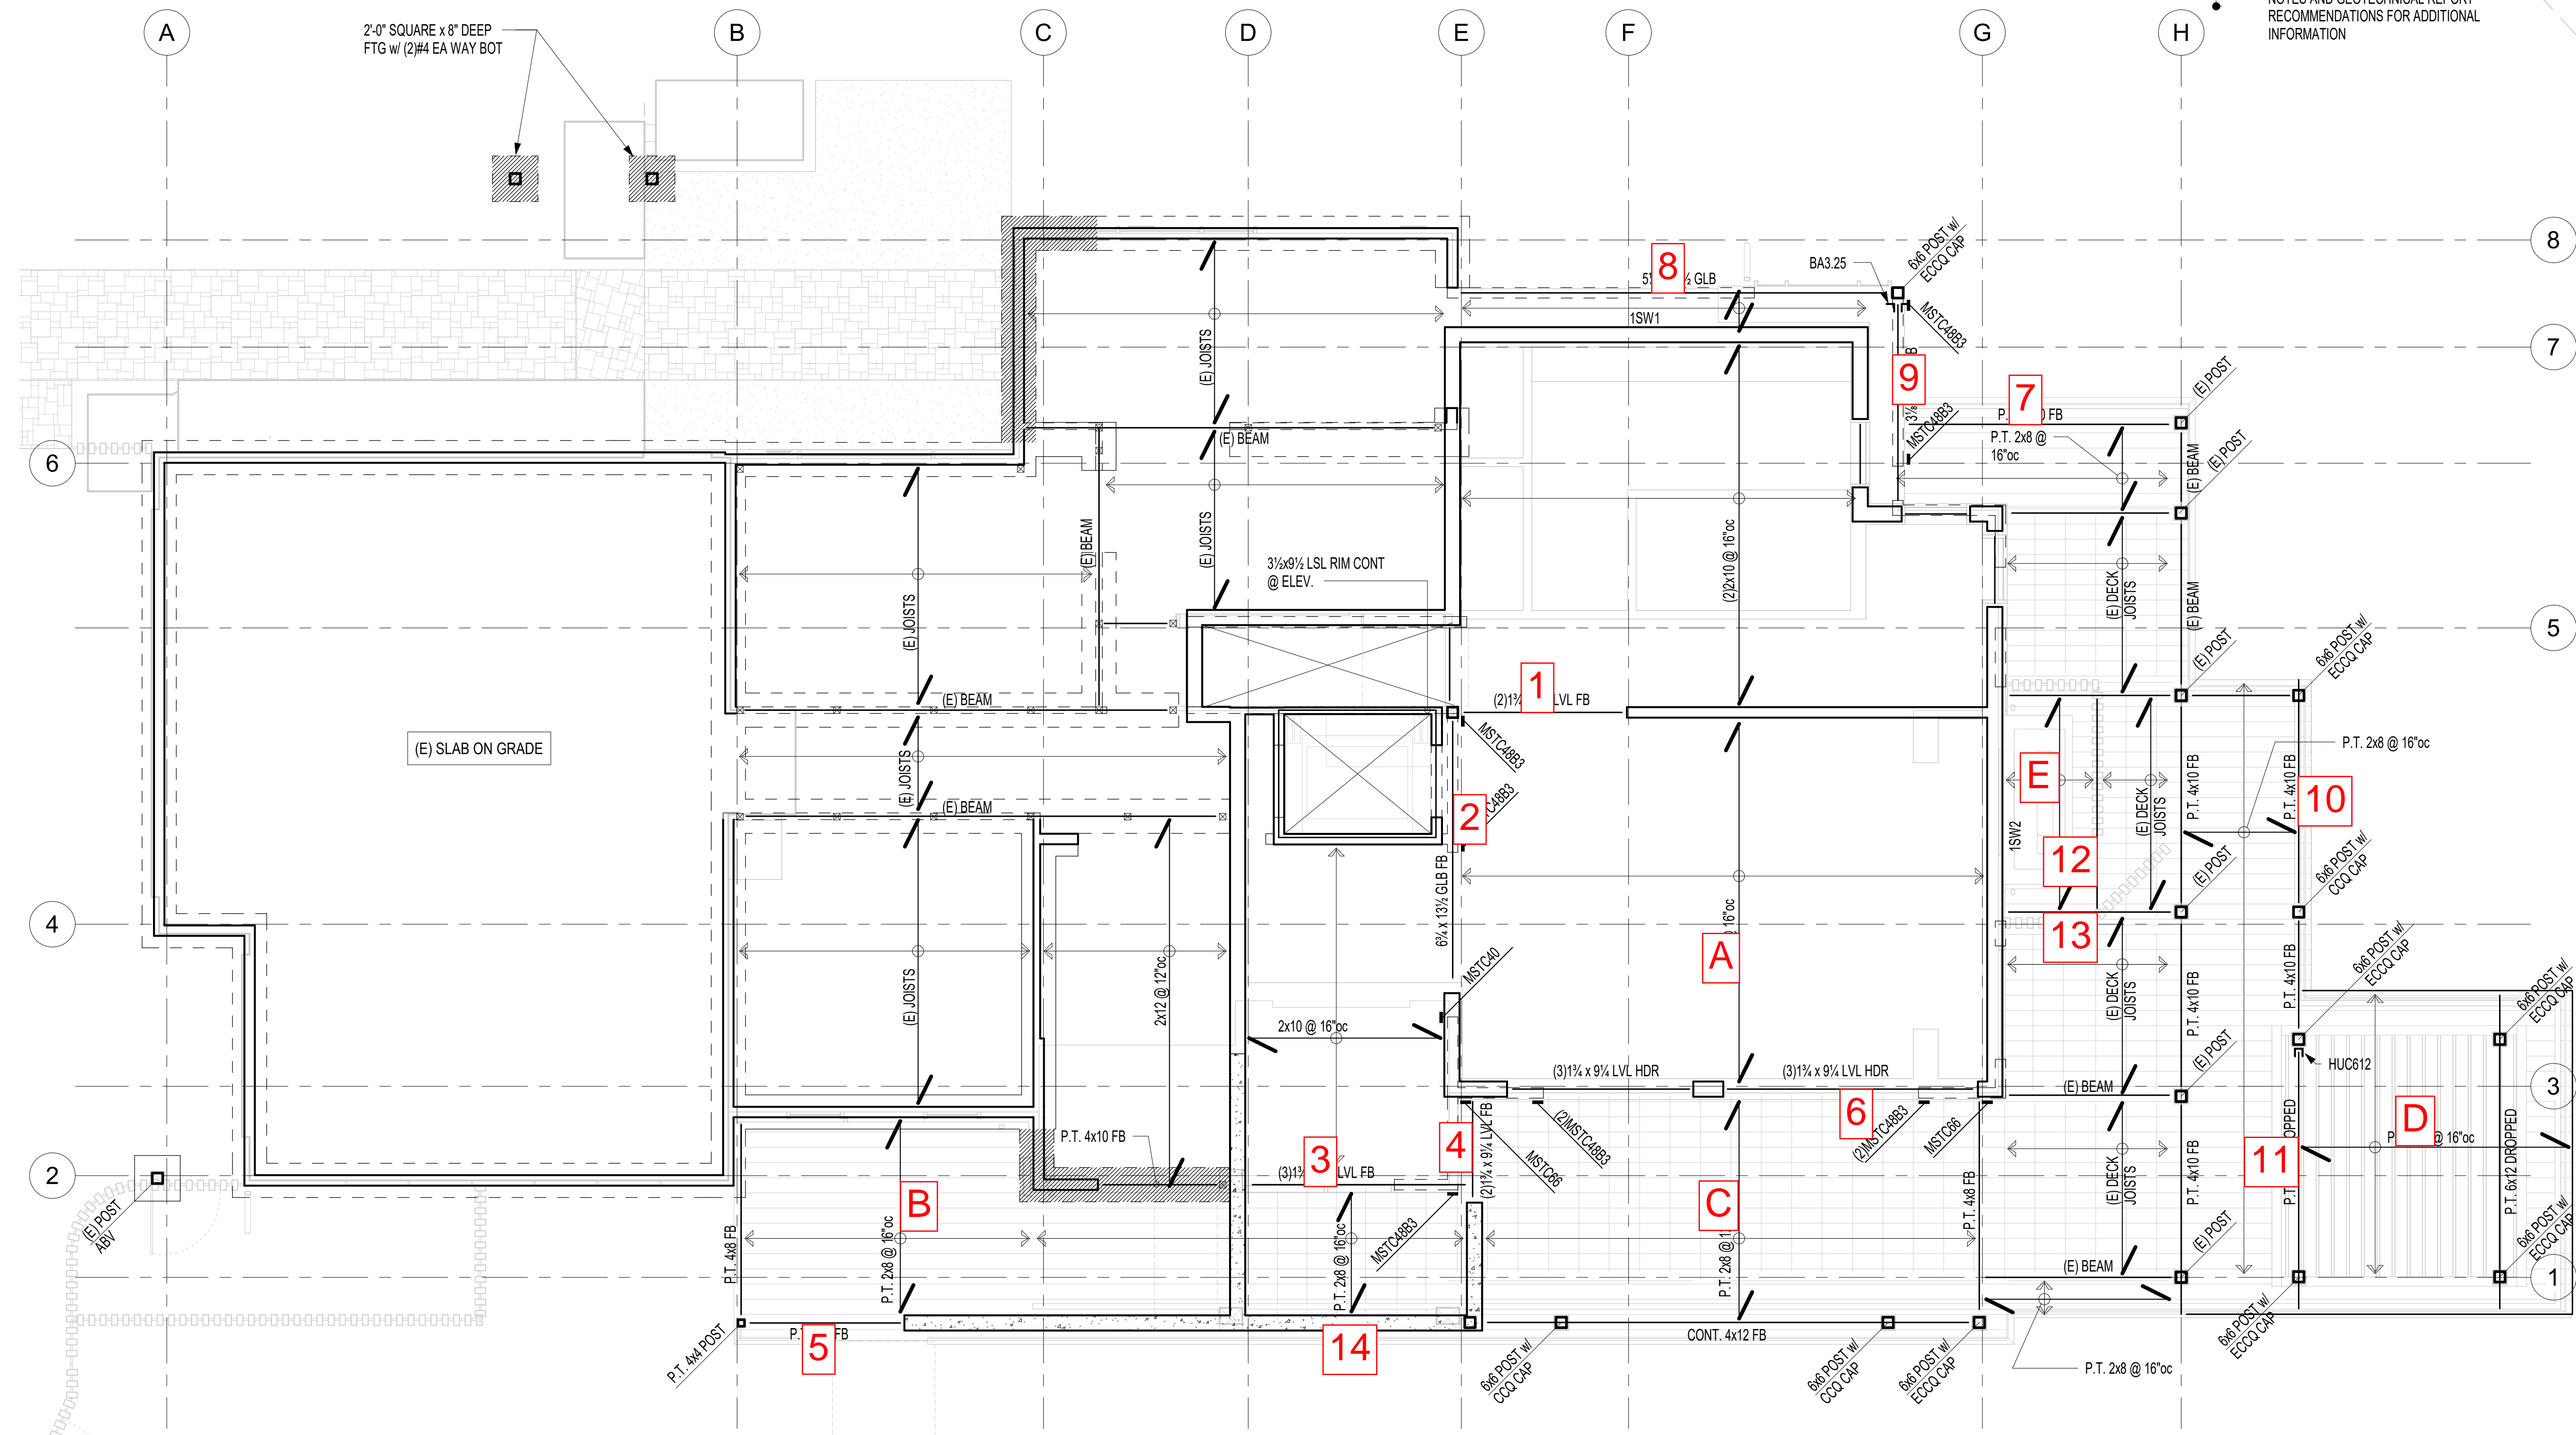 NOTES AND GEOTECHNICAL REPORT
RECOMMENDATIONS FOR ADDITIONAL
INFORMATION
A
B
C
D
E
F
G
H
2'-0" SQUARE x 8" DEEP
FTG w/ (2)#4 EA WAY BOT
8
7
6
5
4
3
2
1
8
GLB
1SW1
BA3.25
6x6 POST w/
ECCQ CAP
MSTC48B3
9
MSTC48B3
7
FB
P.T. 2x8 @
16"oc
(E) POST
(E) BEAM
(E) POST
(E) JOISTS
(E) BEAM
(E) JOISTS
(E) BEAM
(E) JOISTS
3½x9½ LSL RIM CONT
@ ELEV.
(2)2x10 @ 16"oc
(E) DECK
JOISTS
(E) BEAM
(E) POST
6x6 POST w/
ECCQ CAP
(E) BEAM
1
LVL FB
MSTC48B3
(E) SLAB ON GRADE
(E) JOISTS
(E) BEAM
2
E
(E) DECK
JOISTS
P.T. 4x10 FB
P.T. 4x10 FB
P.T. 2x8 @ 16"oc
10
1SW2
12
(E) POST
6x6 POST w/
CCQ CAP
6¾ x 13½ GLB FB
16"oc
A
13
MSTC40
(E) JOISTS
2x12 @ 12"oc
2x10 @ 16"oc
(E) DECK
JOISTS
P.T. 4x10 FB
P.T. 4x10 FB
6x6 POST w/
ECCQ CAP
6x6 POST w/
ECCQ CAP
(E) POST
HUC612
(3)1¾ x 9¼ LVL HDR
(3)1¾ x 9¼ LVL HDR
(E) BEAM
6
(2)MSTC48B3
(2)MSTC48B3
MSTC66
MSTC66
P.T. 4x10 FB
3
LVL FB
4
(2)1¾ x 9¼ LVL FB
D
@ 16"oc
11
P.T. 6x12 DROPPED
(E) POST
ABV
B
P.T. 4x8 FB
P.T. 2x8 @ 16"oc
P.T. 2x8 @ 16"oc
MSTC48B3
C
P.T. 4x8 FB
(E) DECK
JOISTS
P.T. 4x10 FB
(E) POST
6x6 POST w/
ECCQ CAP
(E) BEAM
P.T. 4x4 POST
5
FB
14
CONT. 4x12 FB
6x6 POST w/
CCQ CAP
6x6 POST w/
CCQ CAP
6x6 POST w/
ECCQ CAP
6x6 POST w/
ECCQ CAP
P.T. 2x8 @ 16"oc